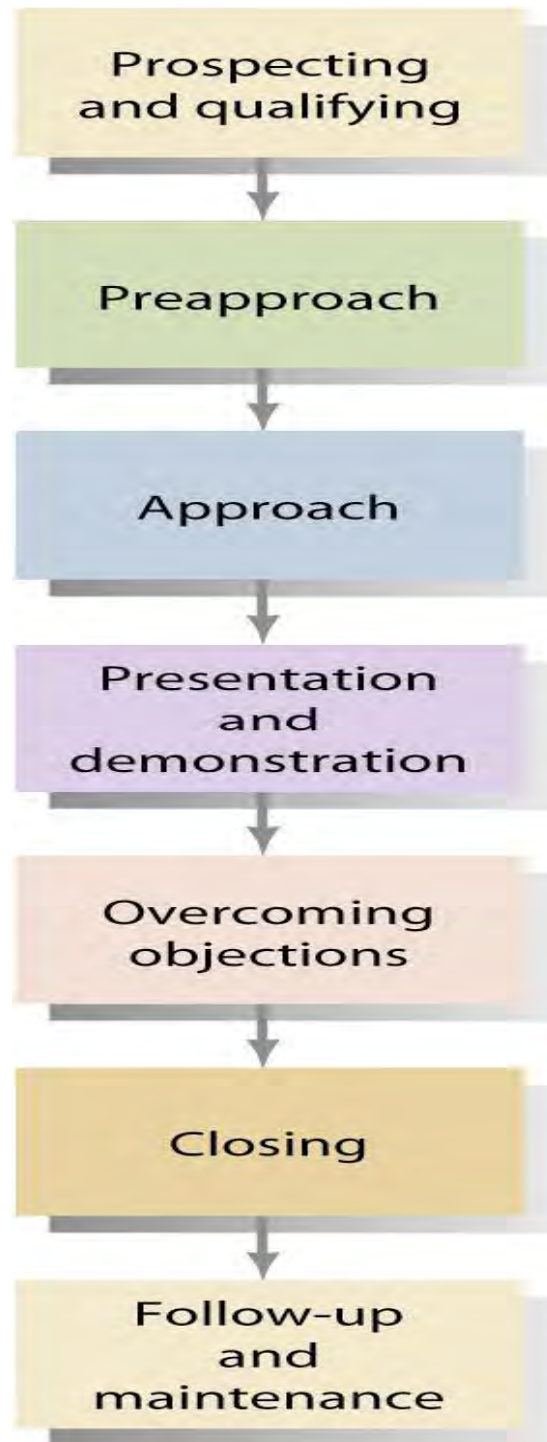 Prospecting
and qualifying
Preapproach
Approach
Presentation
and
demonstration
Overcoming
objections
Closing
Follow-up
and
maintenance